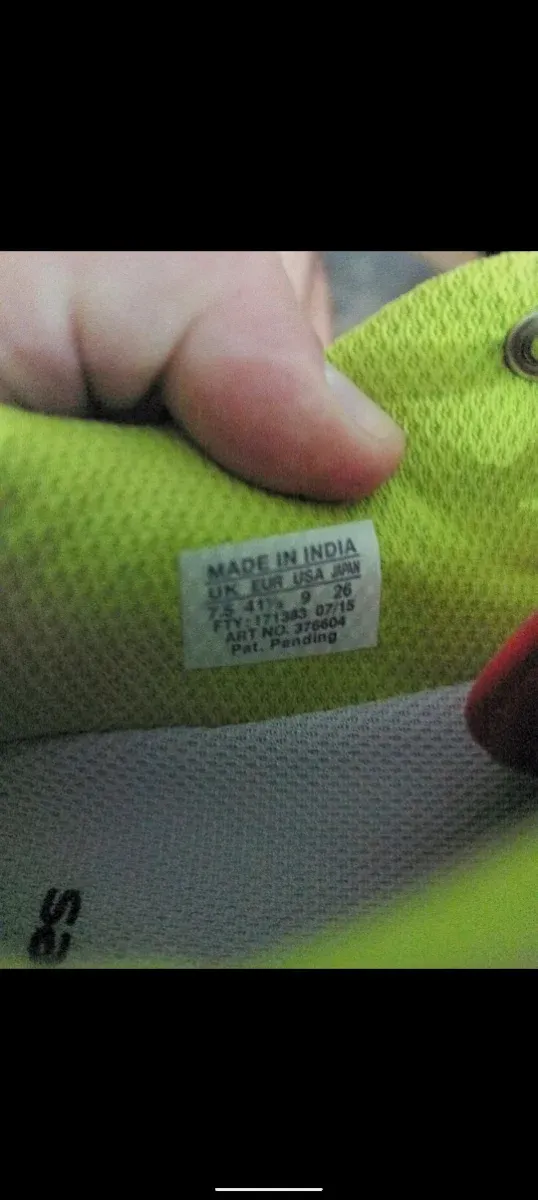 MADE IN INDIA
UK EUR USA JAPAN
7.5 41⅓ 9 26
FTY: 171383 07/15
ART NO. 376604
Pat. Pending
es